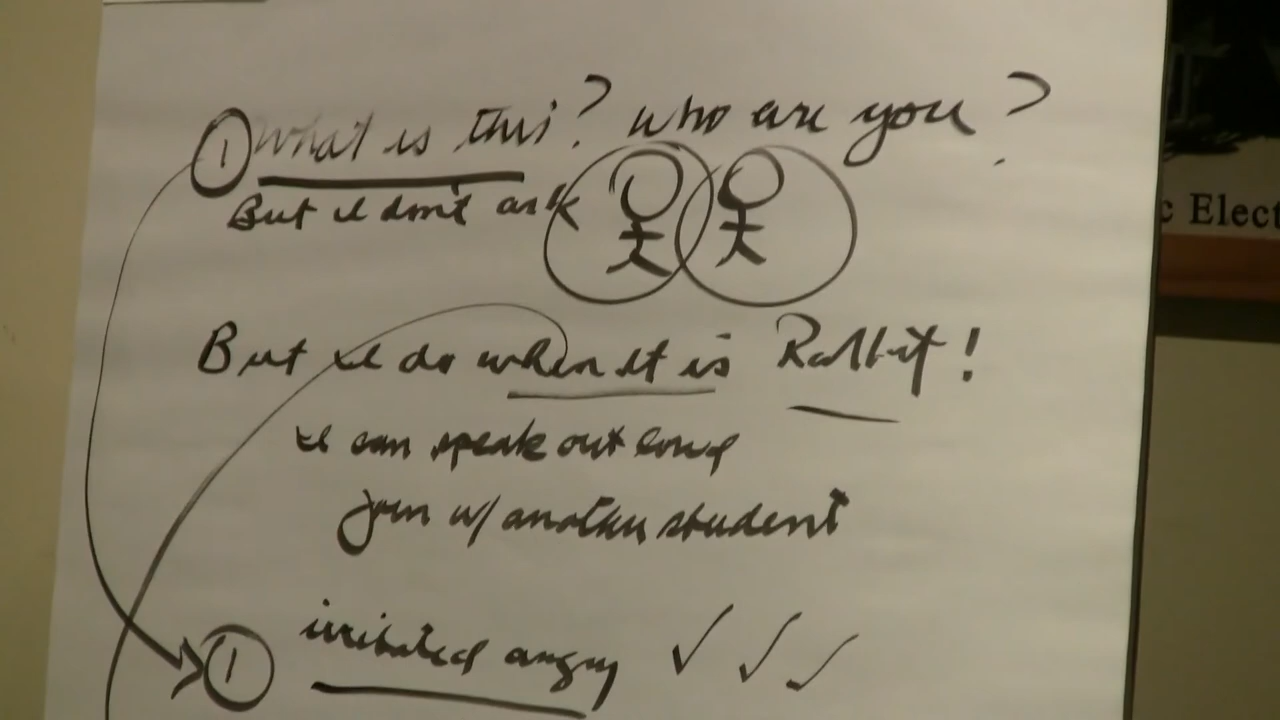 ① What is this? who are you?
But I don't ask
c Elect
But I do when it is Rabbit!
I can speak out loud
Join w/ another student
① irritated angry ✓ ✓ ✓